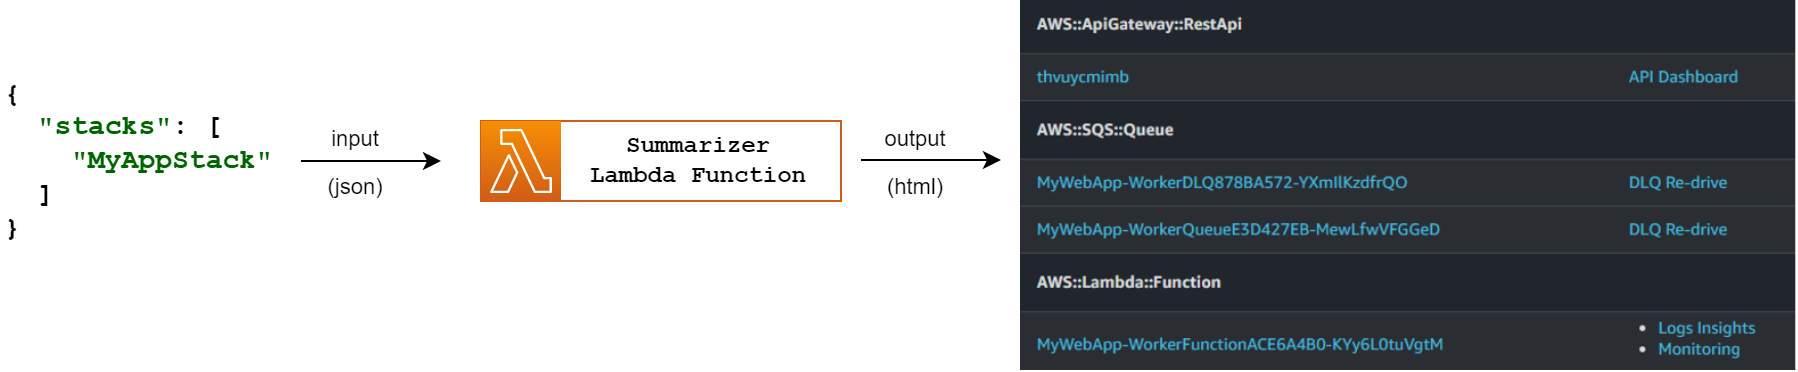 {
"stacks": [
"MyAppStack"
]
}
input
(json)
Summarizer
Lambda Function
output
(html)
AWS::ApiGateway::RestApi
thvuycmimb API Dashboard
AWS::SQS::Queue
MyWebApp-WorkerDLQ878BA572-YXmIlKzdfrQO DLQ Re-drive
MyWebApp-WorkerQueueE3D427EB-MewLfwVFGGeD DLQ Re-drive
AWS::Lambda::Function
MyWebApp-WorkerFunctionACE6A4B0-KYy6L0tuVgtM
• Logs Insights
• Monitoring